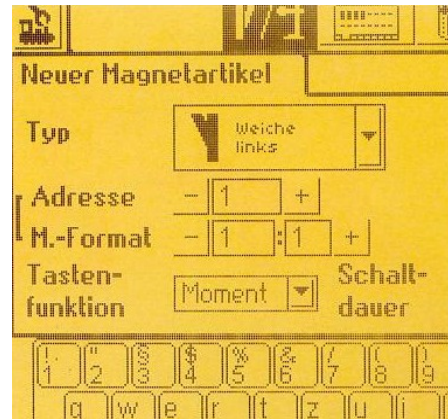 Neuer Magnetartikel
Typ
Weiche
links
Adresse
- 1 +
M.-Format
- 1 : 1 +
Tasten-
funktion
Moment
Schalt-
dauer
! " § $ % & / ( )
1 2 3 4 5 6 7 8 9
q w e r t z u i